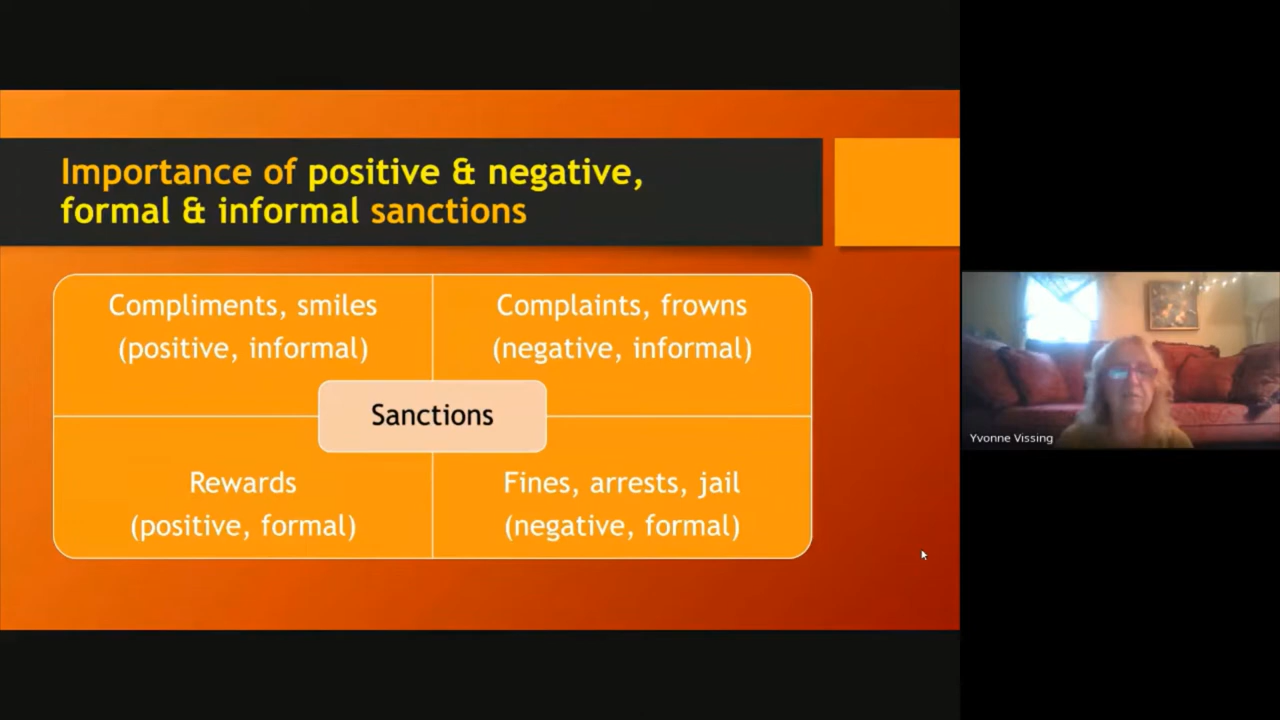 Importance of positive & negative,
formal & informal sanctions
Compliments, smiles
(positive, informal)
Complaints, frowns
(negative, informal)
Sanctions
Rewards
(positive, formal)
Fines, arrests, jail
(negative, formal)
Yvonne Vissing